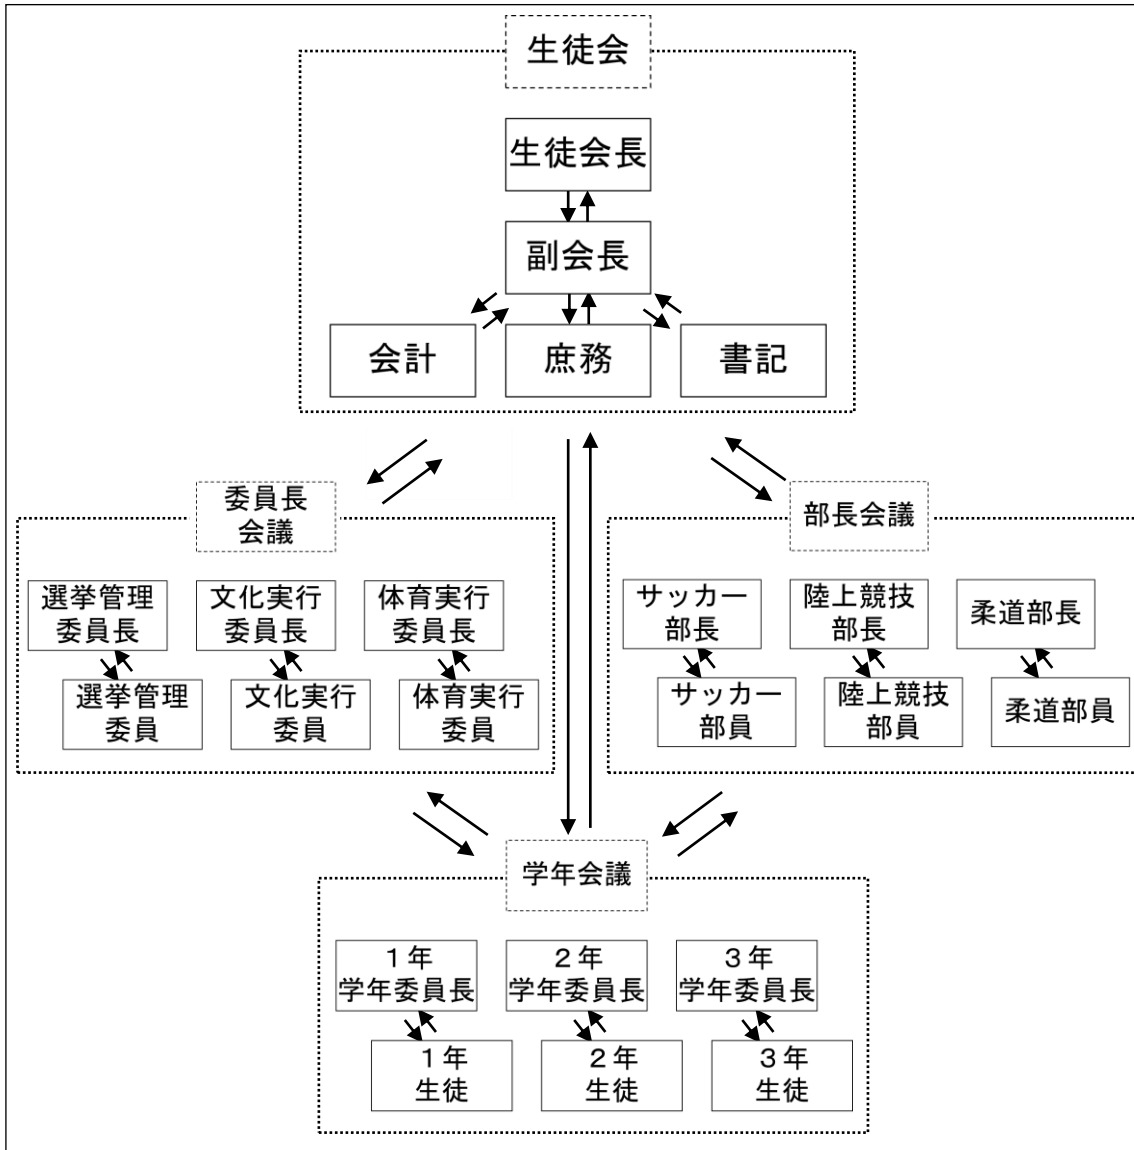 生徒会
生徒会長
副会長
会計
庶務
書記
委員長
会議
選挙管理
委員長
文化実行
委員長
体育実行
委員長
選挙管理
委員
文化実行
委員
体育実行
委員
部長会議
サッカー
部長
陸上競技
部長
柔道部長
サッカー
部員
陸上競技
部員
柔道部員
学年会議
１年
学年委員長
２年
学年委員長
３年
学年委員長
１年
生徒
２年
生徒
３年
生徒